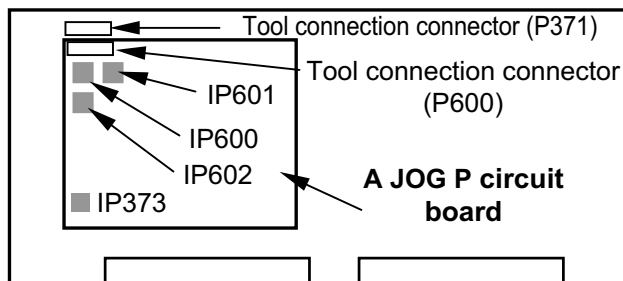 Tool connection connector (P371)
Tool connection connector
(P600)
IP601
IP600
IP602
IP373
A JOG P circuit
board